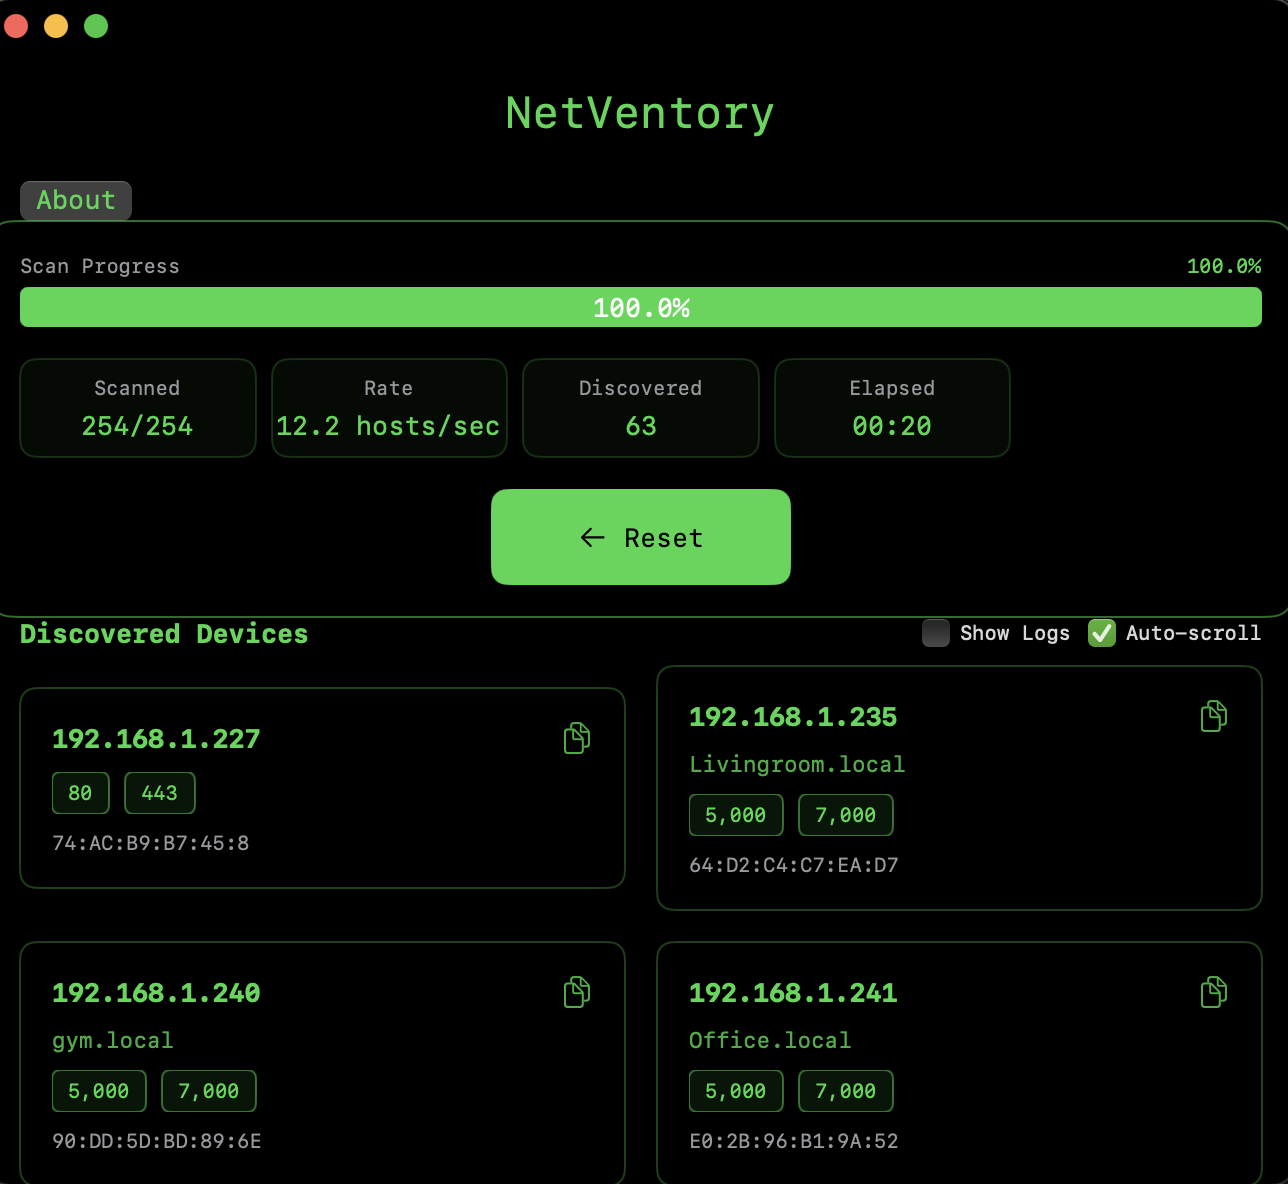 NetVentory
About
Scan Progress
100.0%
100.0%
Scanned
254/254
Rate
12.2 hosts/sec
Discovered
63
Elapsed
00:20
← Reset
Discovered Devices
Show Logs
Auto-scroll
192.168.1.227
80 443
74:AC:B9:B7:45:8
192.168.1.235
Livingroom.local
5,000 7,000
64:D2:C4:C7:EA:D7
192.168.1.240
gym.local
5,000 7,000
90:DD:5D:BD:89:6E
192.168.1.241
Office.local
5,000 7,000
E0:2B:96:B1:9A:52